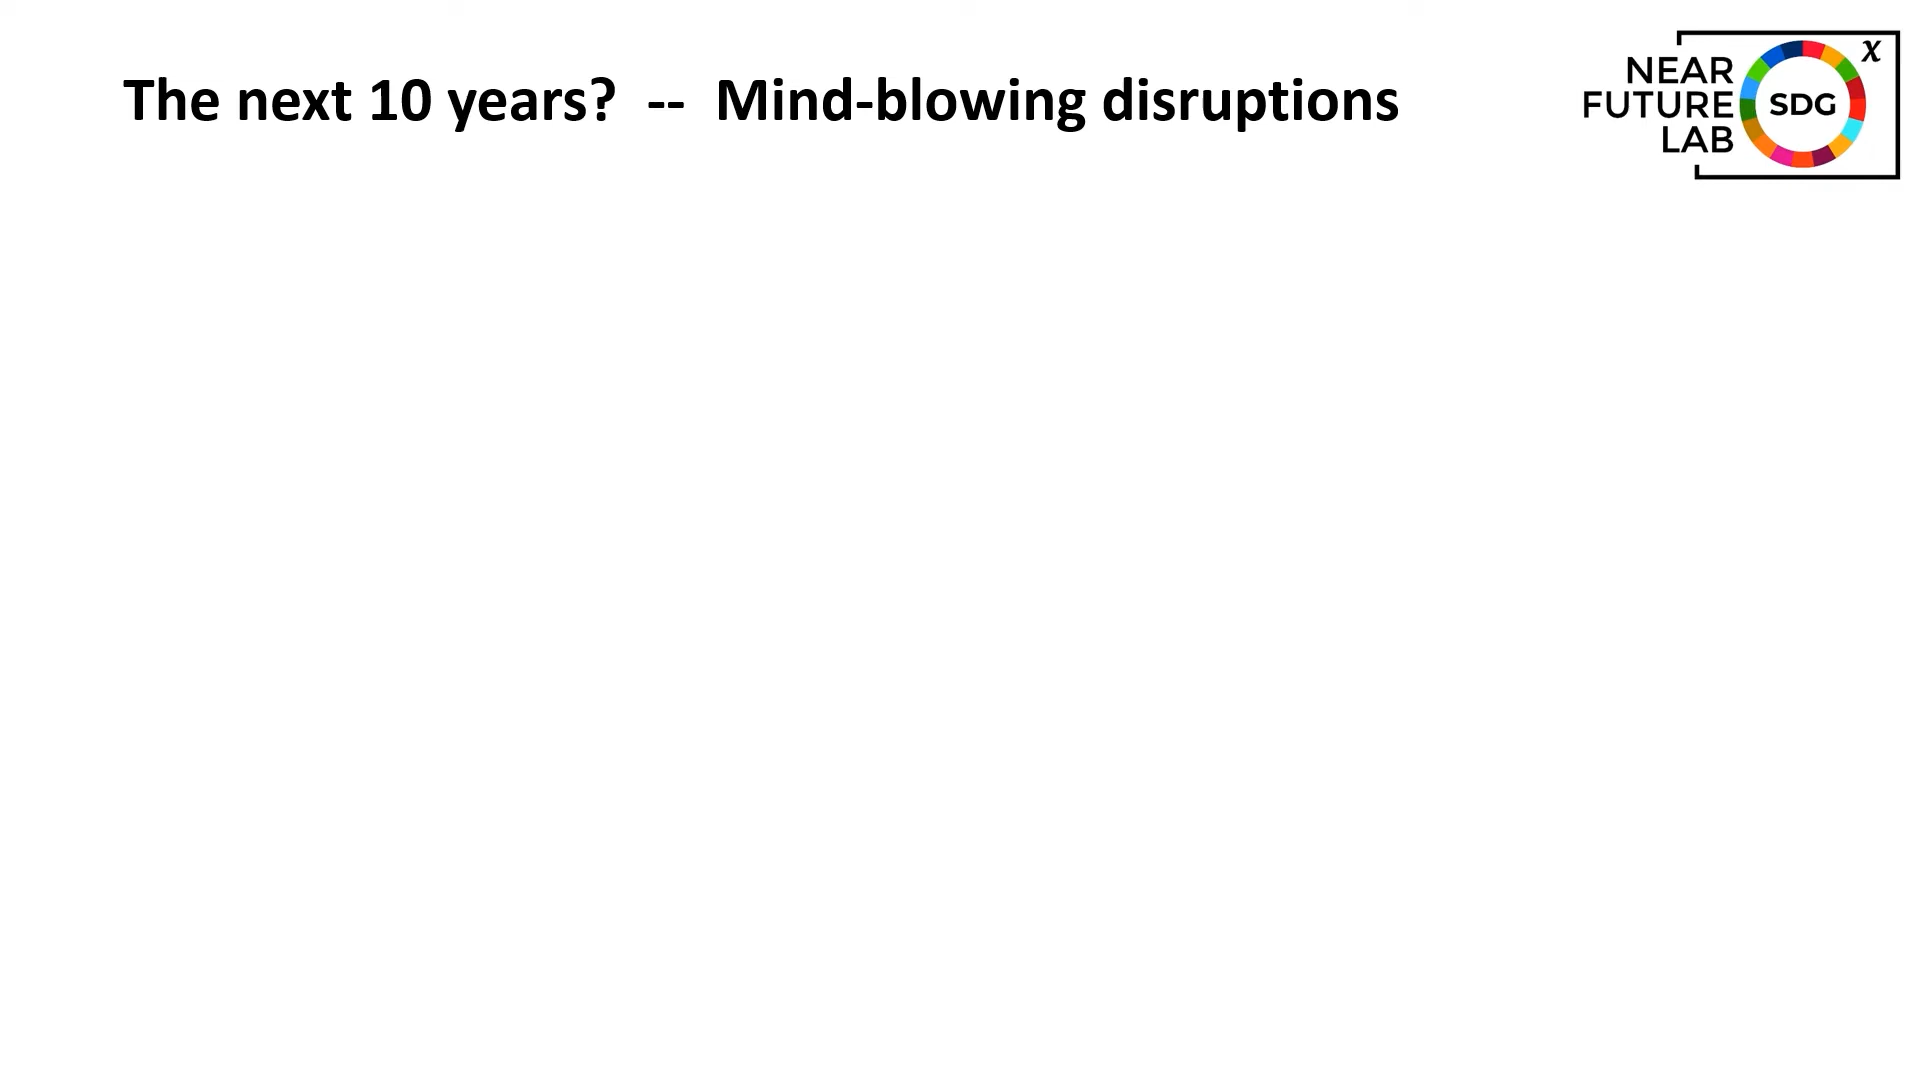 The next 10 years?  --  Mind-blowing disruptions
NEAR
FUTURE
LAB
SDG
x